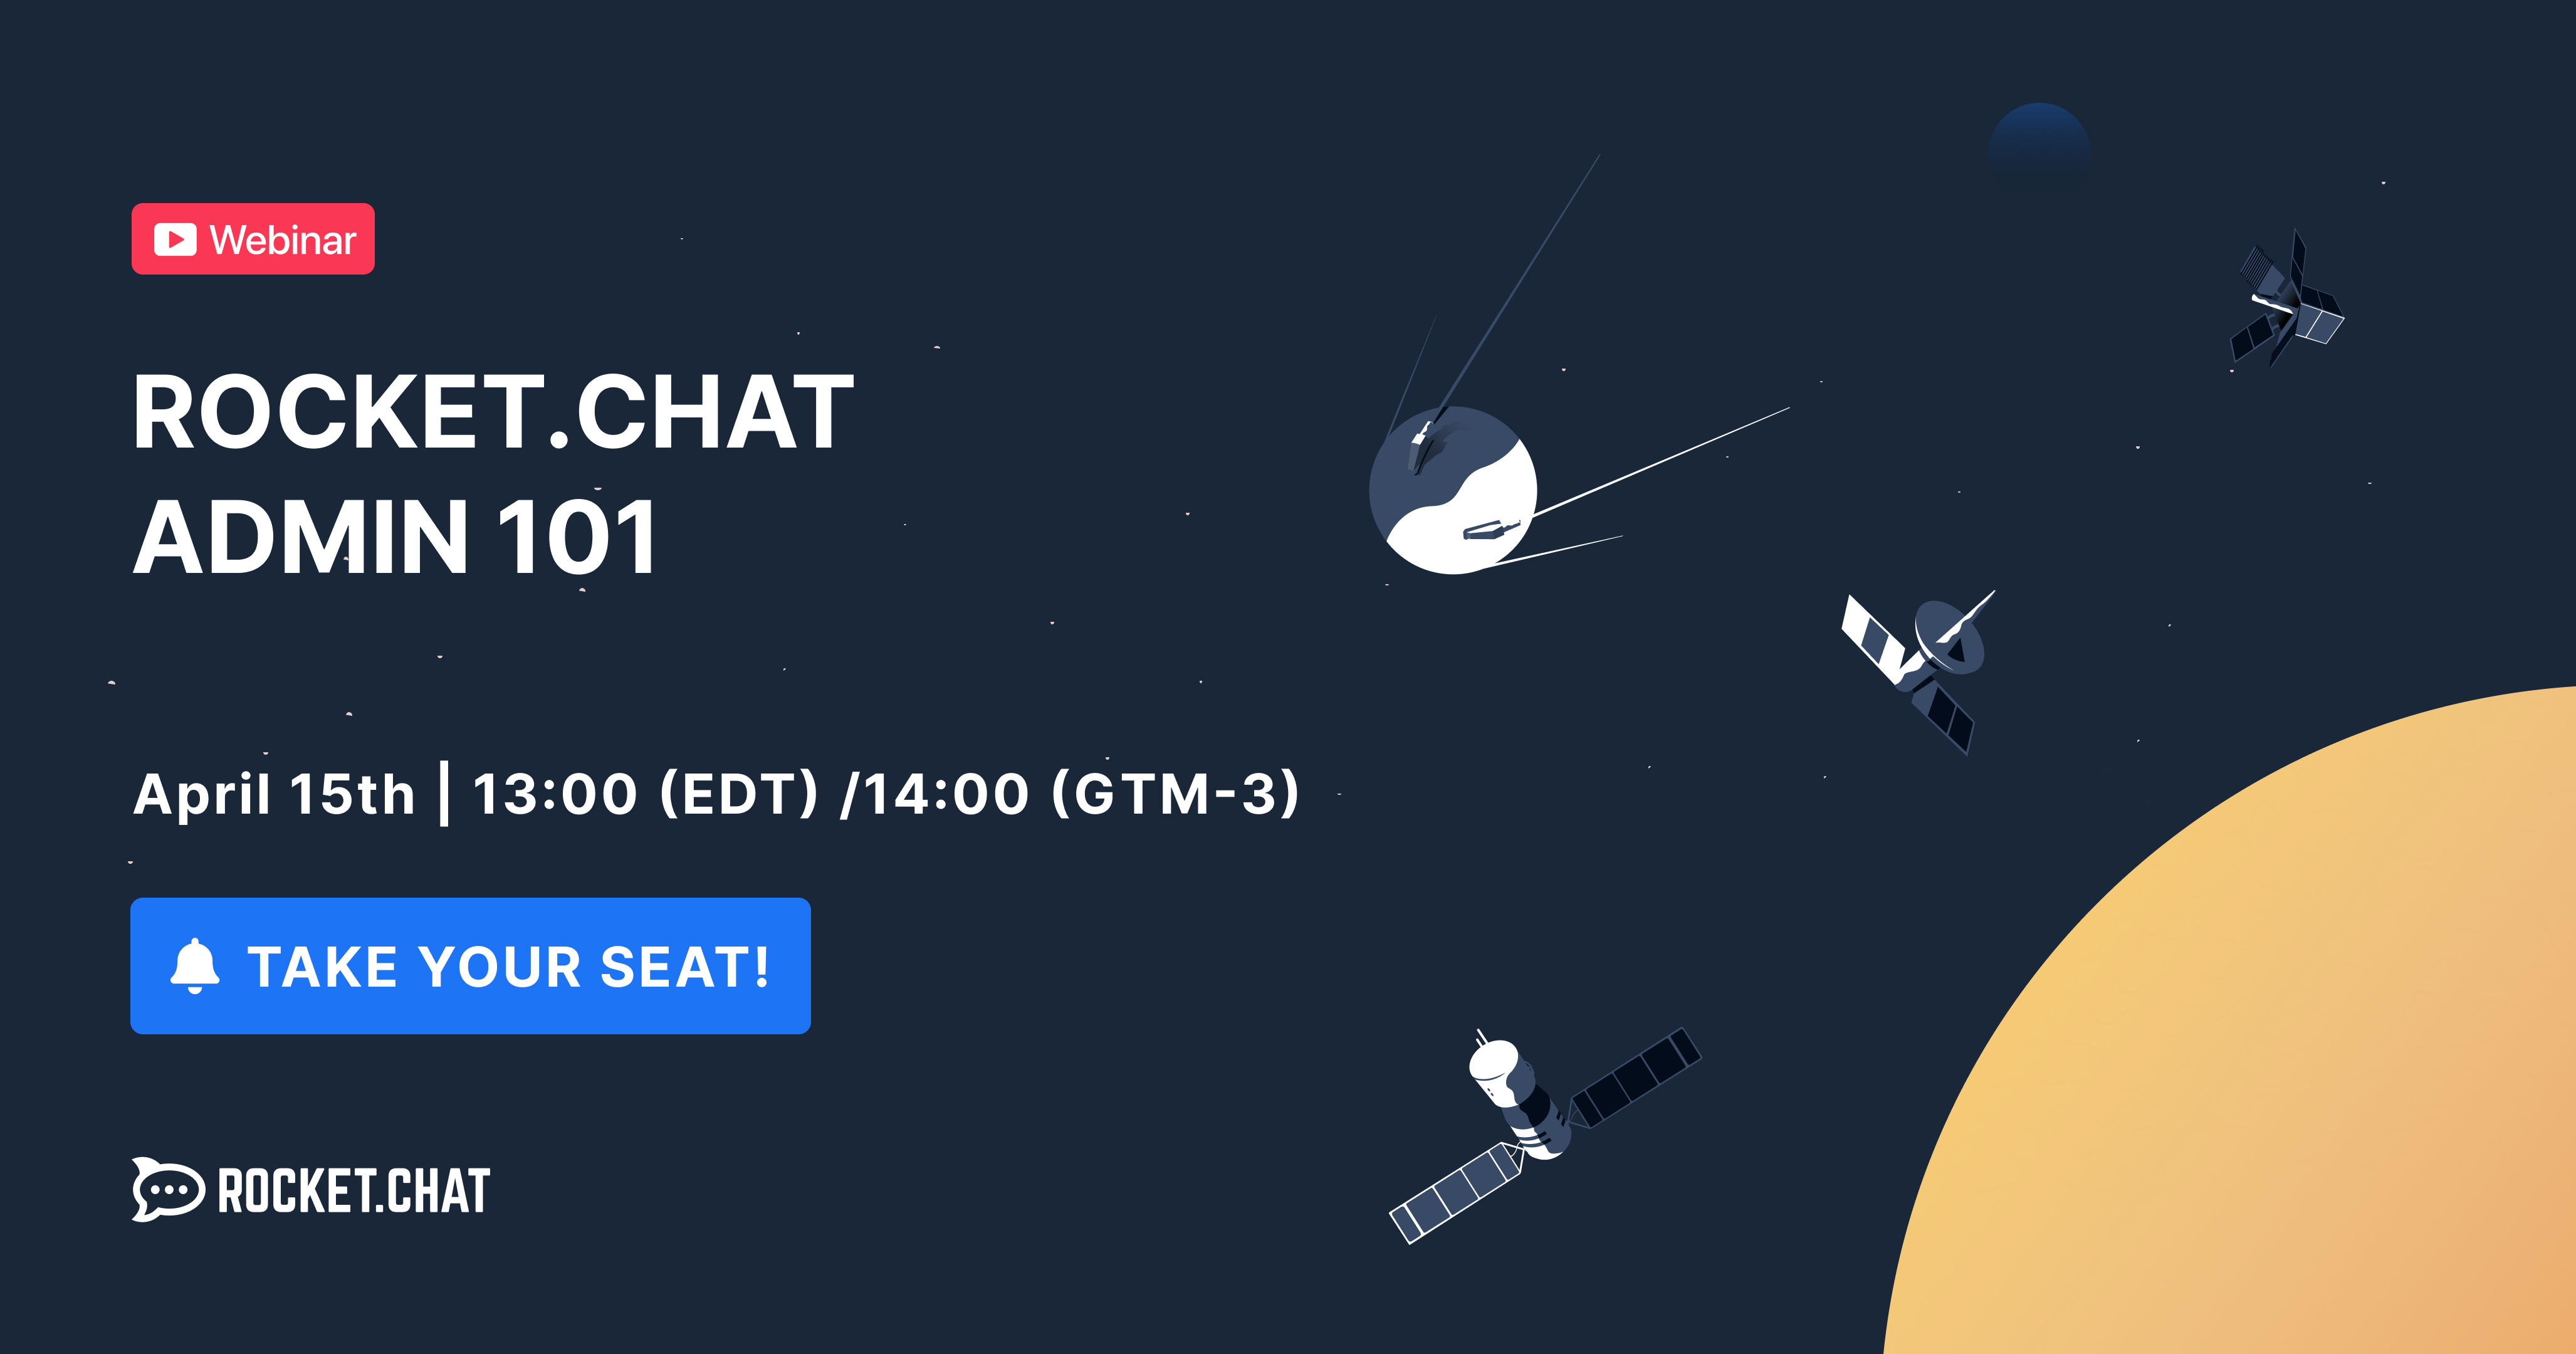 Webinar
ROCKET.CHAT
ADMIN 101
April 15th | 13:00 (EDT) /14:00 (GTM-3)
TAKE YOUR SEAT!
ROCKET.CHAT